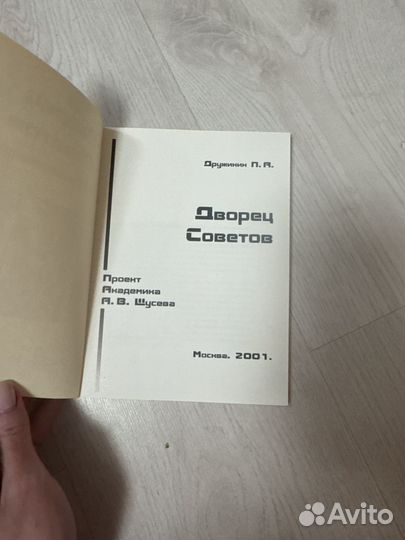 Дружинин П. А.
Дворец
Советов
Проект
Академика
А. В. Щусева
Москва. 2001.
Avito